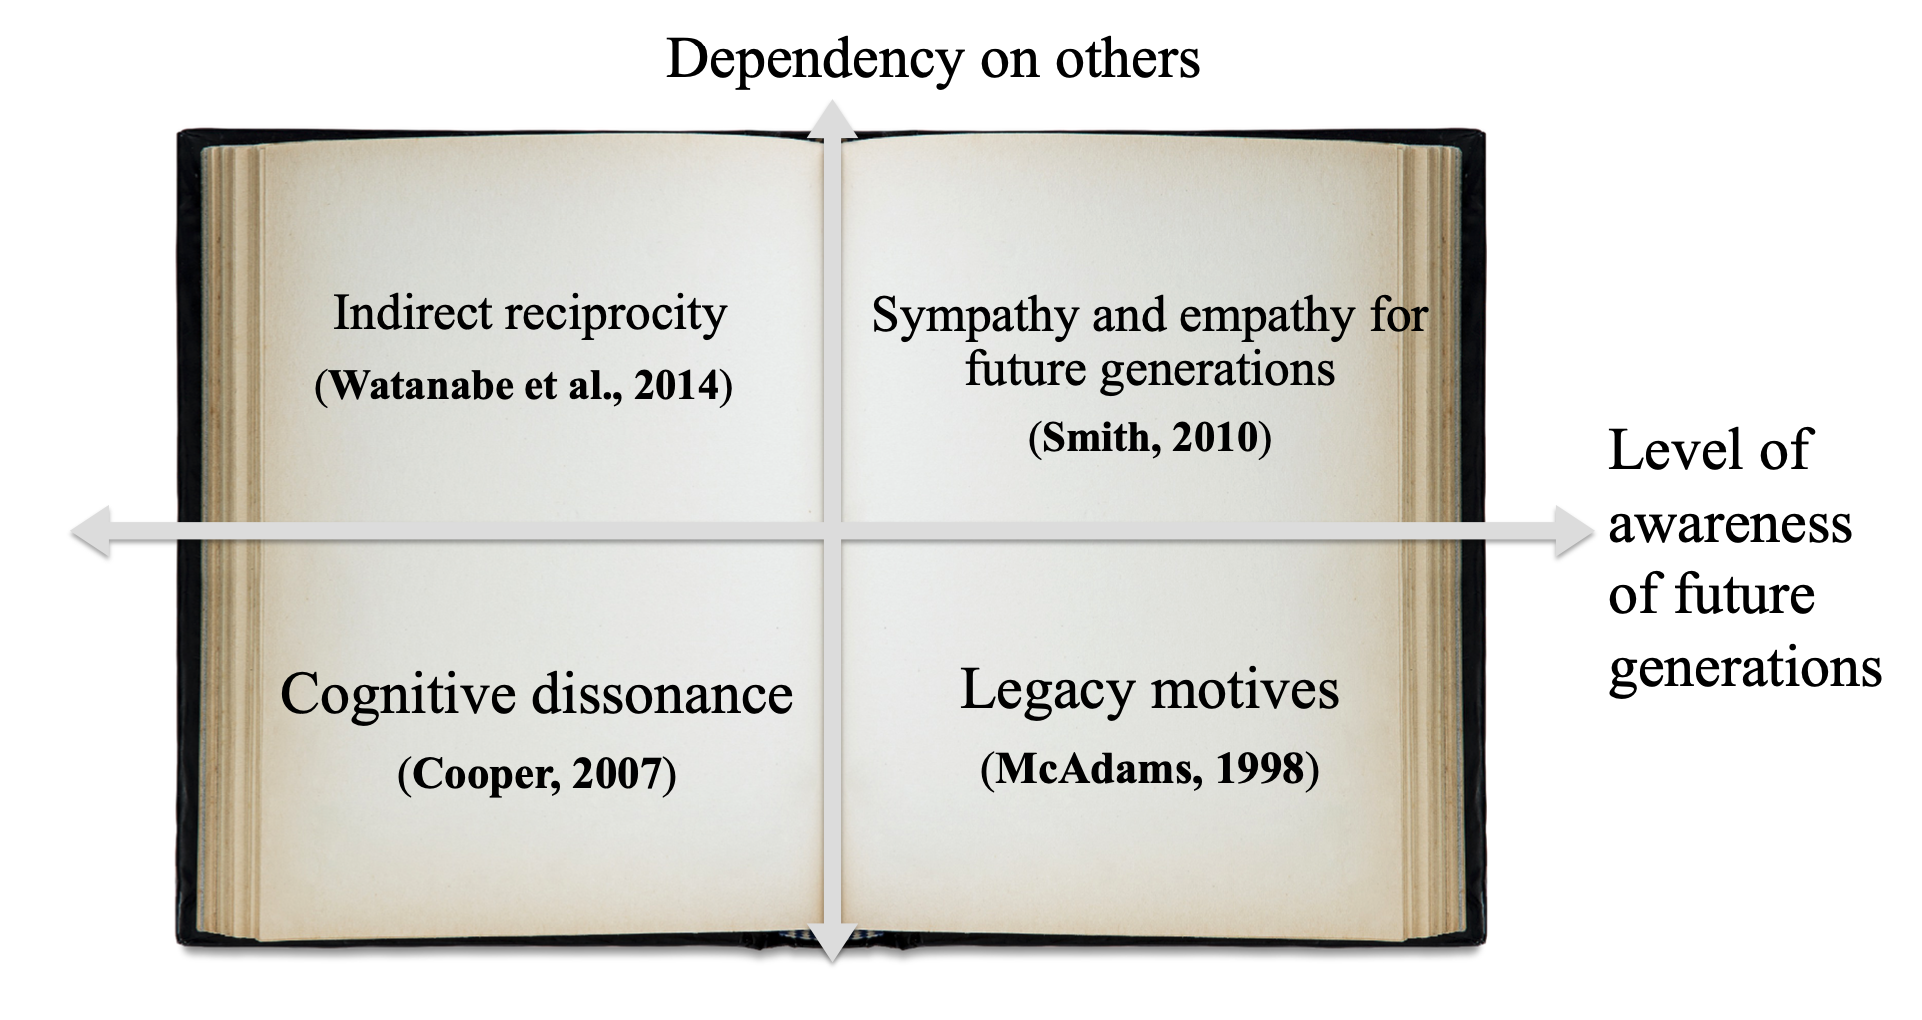 Dependency on others
Indirect reciprocity
(Watanabe et al., 2014)
Sympathy and empathy for
future generations
(Smith, 2010)
Level of
awareness
of future
generations
Cognitive dissonance
(Cooper, 2007)
Legacy motives
(McAdams, 1998)